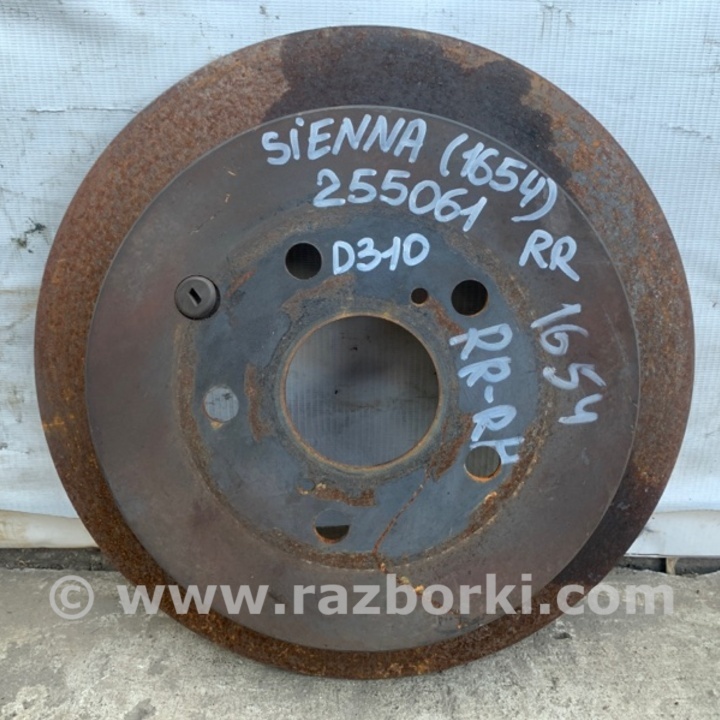 SiENNA (1654)
255061 RR
D310
1654
RR-RH
© www.razborki.com